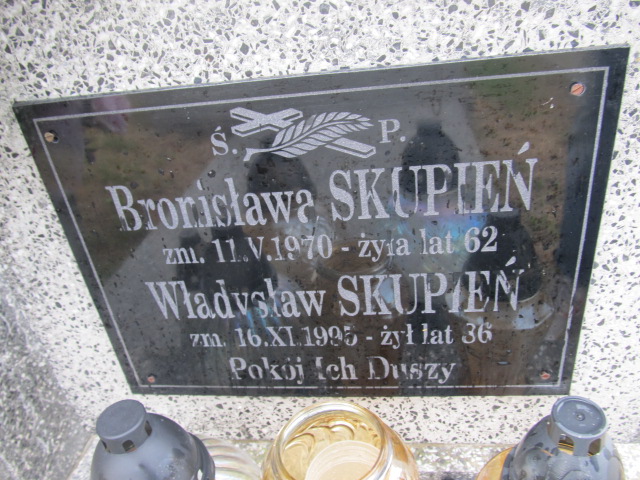 Ś. P.
Bronisława SKUPIEŃ
zm. 11.V.1970 - żyła lat 62
Władysław SKUPIEŃ
zm. 16.XI.1995 - żył lat 36
Pokój Ich Duszy